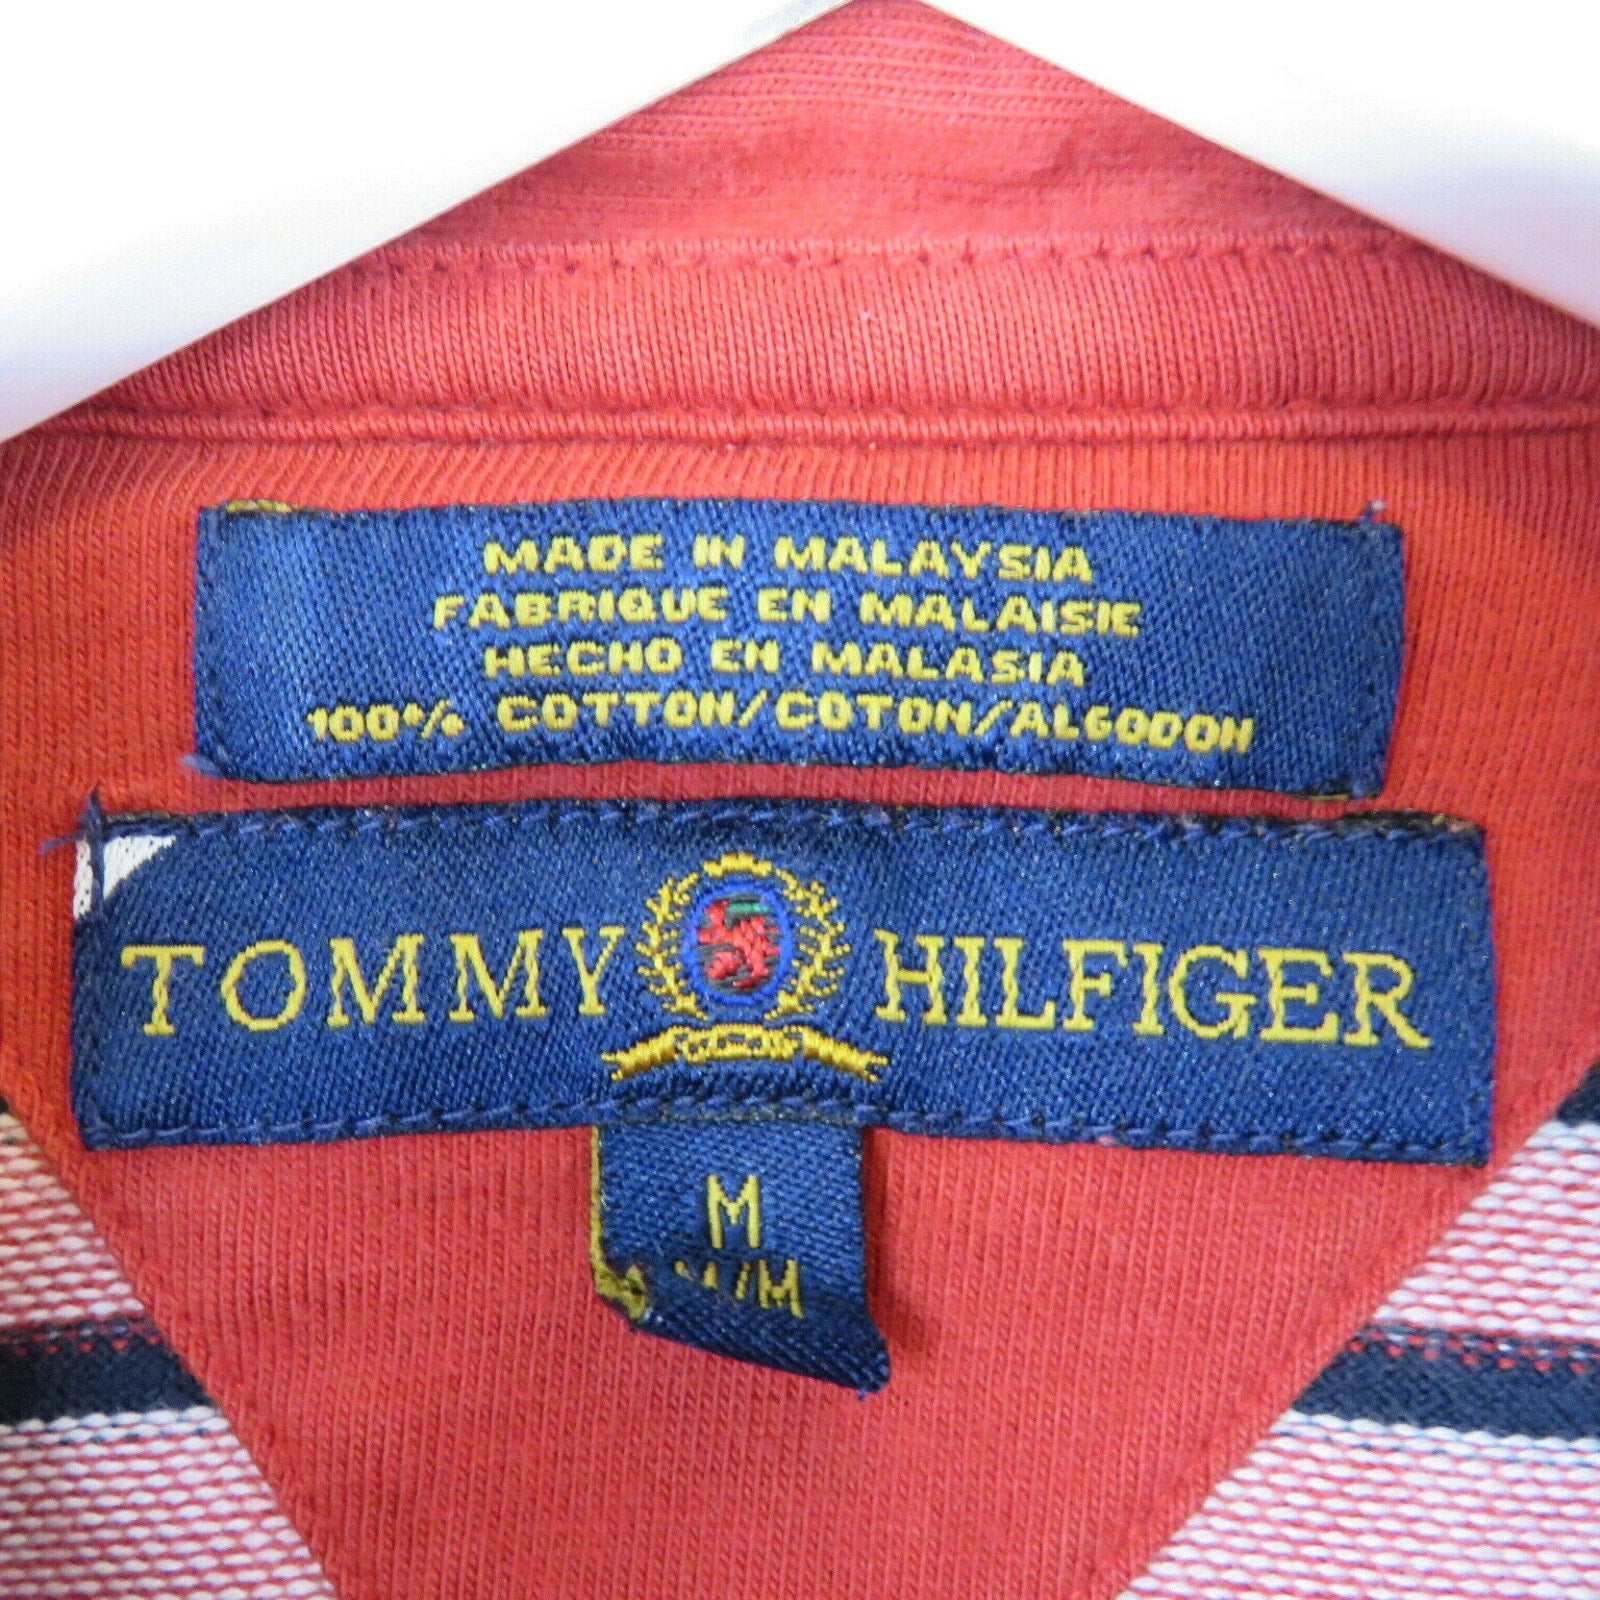 MADE IN MALAYSIA
FABRIQUE EN MALAISIE
HECHO EN MALASIA
100% COTTON/COTON/ALGODON
TOMMY HILFIGER
M
M/M